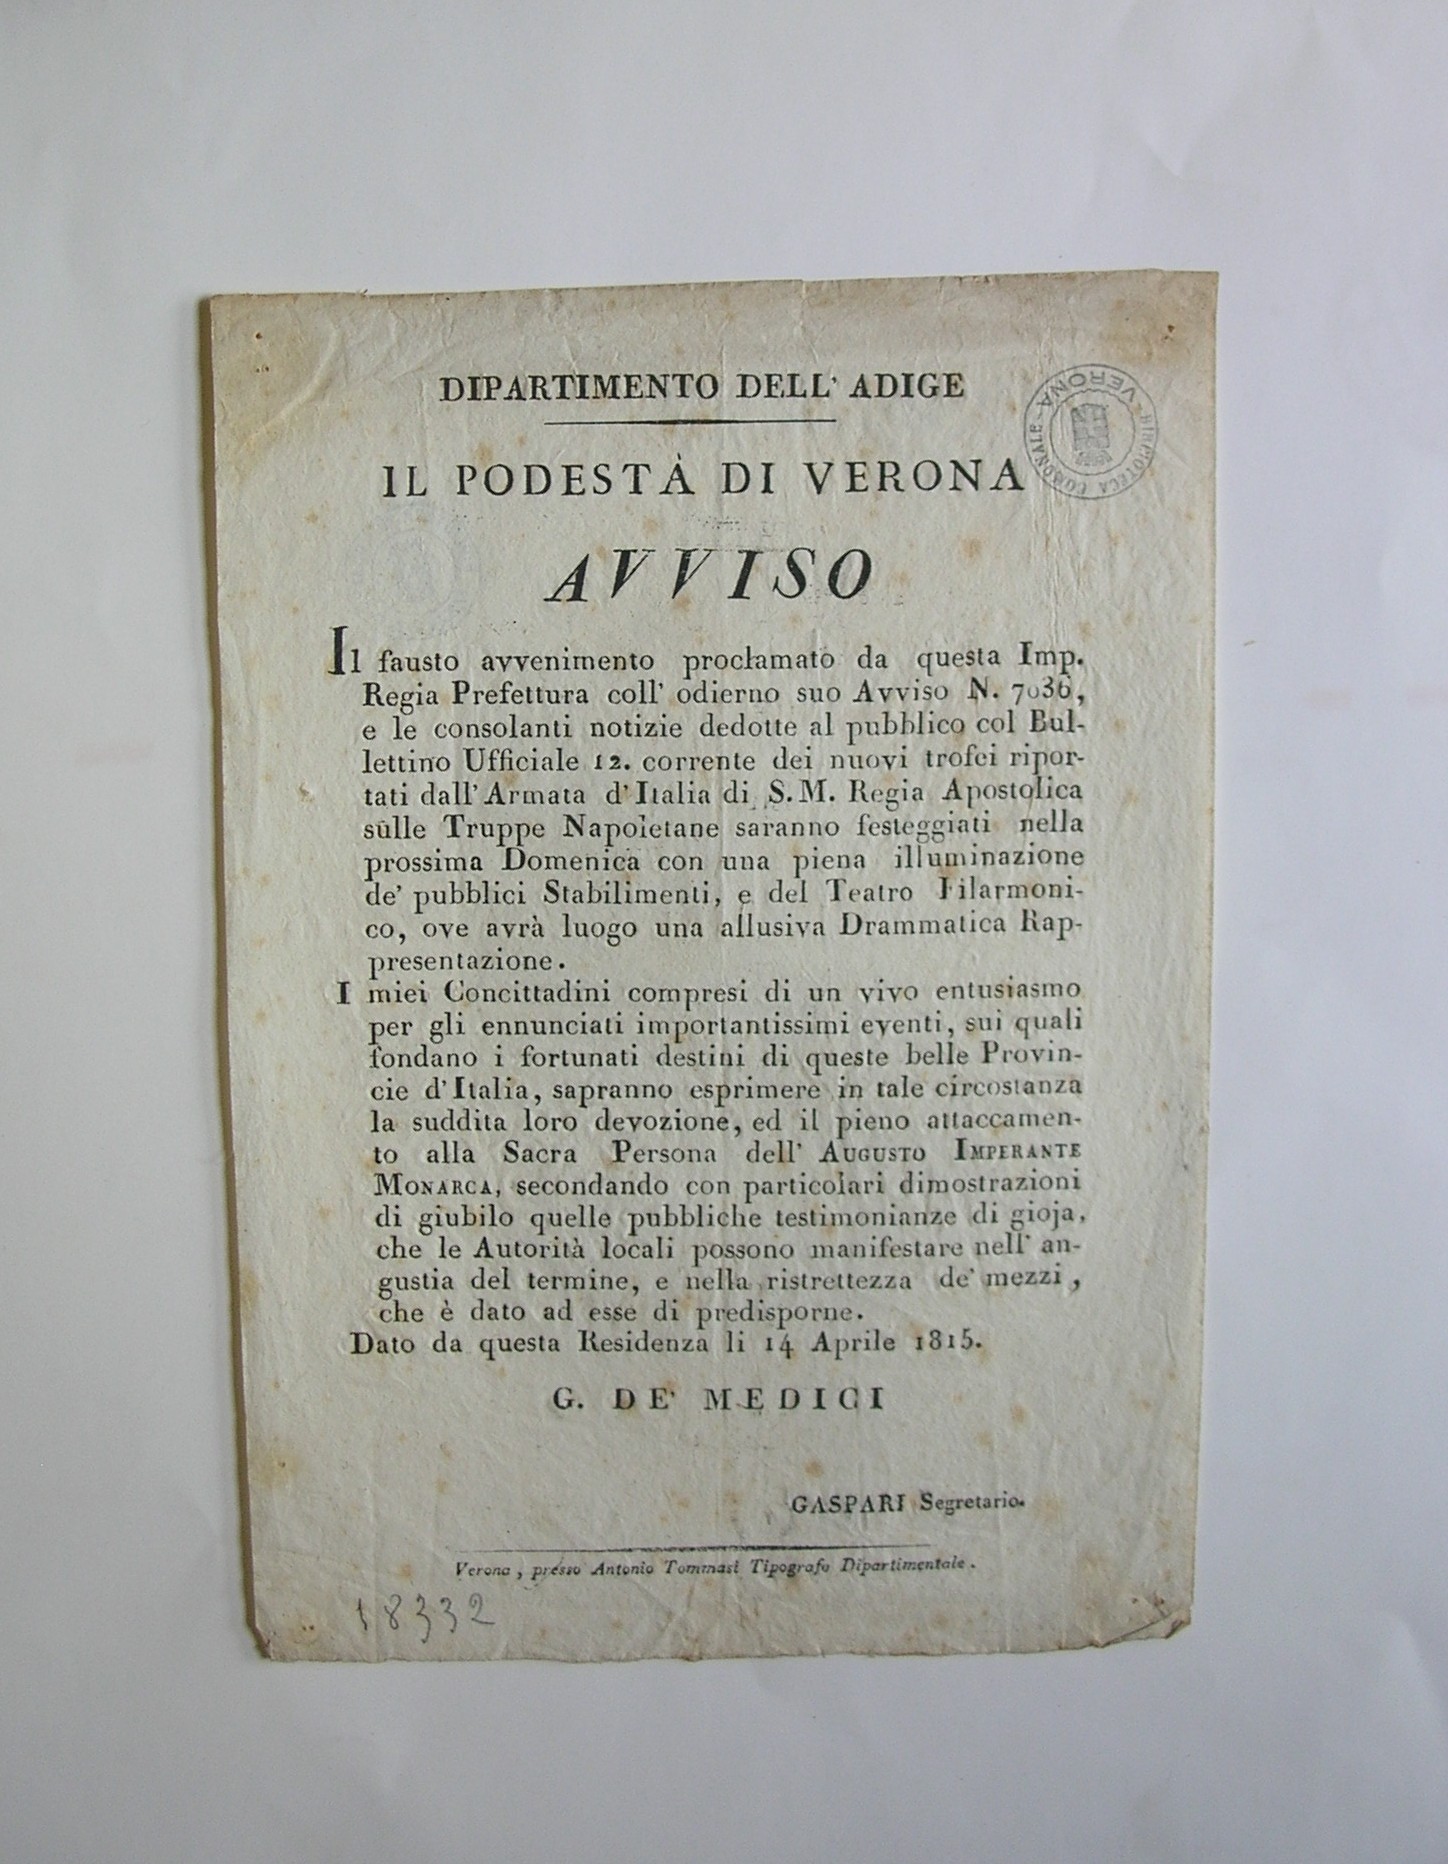 DIPARTIMENTO DELL' ADIGE
BIBLIOTECA COMUNALE - VERONA -
IL PODESTÀ DI VERONA
AVVISO
Il fausto avvenimento proclamato da questa Imp.
Regia Prefettura coll' odierno suo Avviso N. 7036,
e le consolanti notizie dedotte al pubblico col Bul-
lettino Ufficiale 12. corrente dei nuovi trofei ripor-
tati dall' Armata d' Italia di S. M. Regia Apostolica
sulle Truppe Napoletane saranno festeggiati nella
prossima Domenica con una piena illuminazione
de' pubblici Stabilimenti, e del Teatro Filarmoni-
co, ove avrà luogo una allusiva Drammatica Rap-
presentazione.
I miei Concittadini compresi di un vivo entusiasmo
per gli ennunciati importantissimi eventi, sui quali
fondano i fortunati destini di queste belle Provin-
cie d' Italia, sapranno esprimere in tale circostanza
la suddita loro devozione, ed il pieno attaccamen-
to alla Sacra Persona dell' AUGUSTO IMPERANTE
MONARCA, secondando con particolari dimostrazioni
di giubilo quelle pubbliche testimonianze di gioja,
che le Autorità locali possono manifestare nell' an-
gustia del termine, e nella ristrettezza de' mezzi,
che è dato ad esse di predisporne.
Dato da questa Residenza li 14 Aprile 1815.
G. DE' MEDICI
GASPARI Segretario.
Verona, presso Antonio Tommasi Tipografo Dipartimentale.
18332